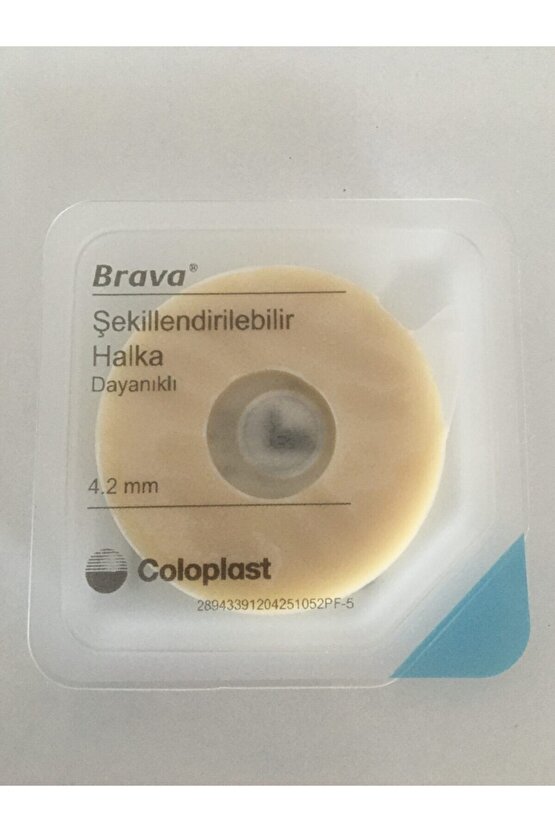 Brava®
Şekillendirilebilir
Halka
Dayanıklı
4.2 mm
Coloplast
28943391204251052PF-5